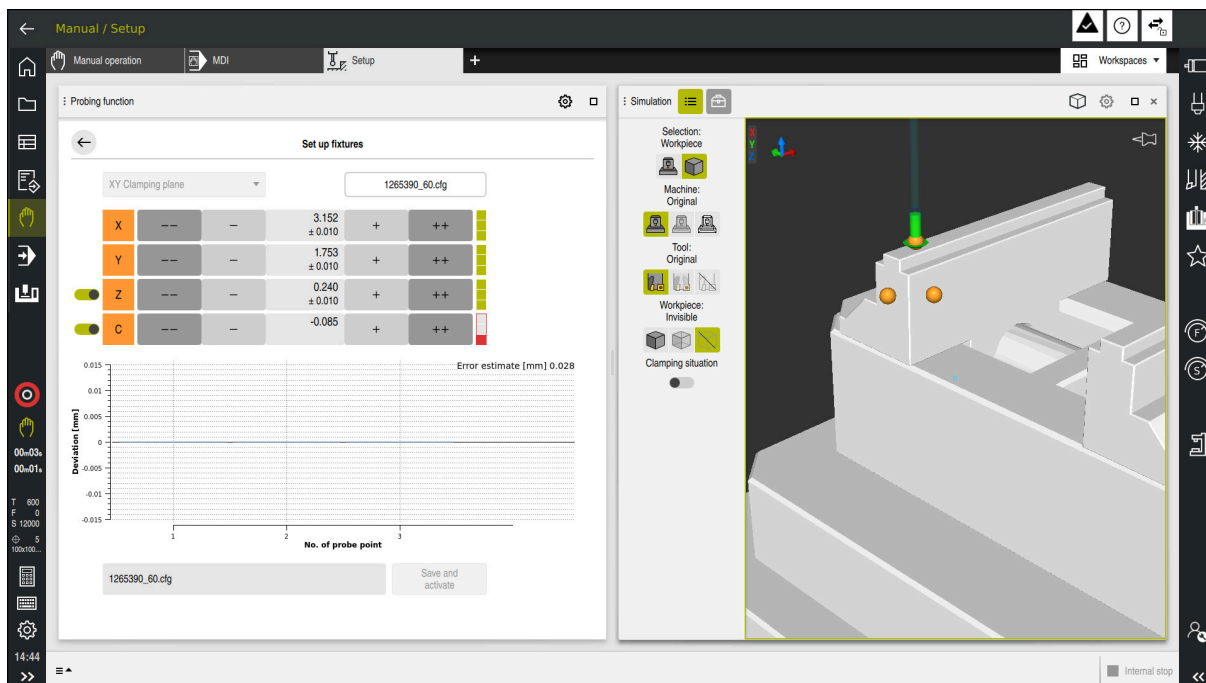 Manual / Setup
Manual operation
MDI
Setup
+
Workspaces
Probing function
Set up fixtures
XY Clamping plane
1265390_60.cfg
X −− − 3.152 ± 0.010 + ++
Y −− − 1.753 ± 0.010 + ++
Z −− − 0.240 ± 0.010 + ++
C −− − -0.085 + ++
Error estimate [mm] 0.028
Deviation [mm]
0.015
0.01
0.005
0
-0.005
-0.01
-0.015
1 2 3
No. of probe point
1265390_60.cfg
Save and
activate
Simulation
Selection:
Workpiece
Machine:
Original
Tool:
Original
Workpiece:
Invisible
Clamping situation
X
Y
Z
00m03s
00m01s
T 600
F 0
S 12000
5
100x100...
14:44
F
S
Internal stop